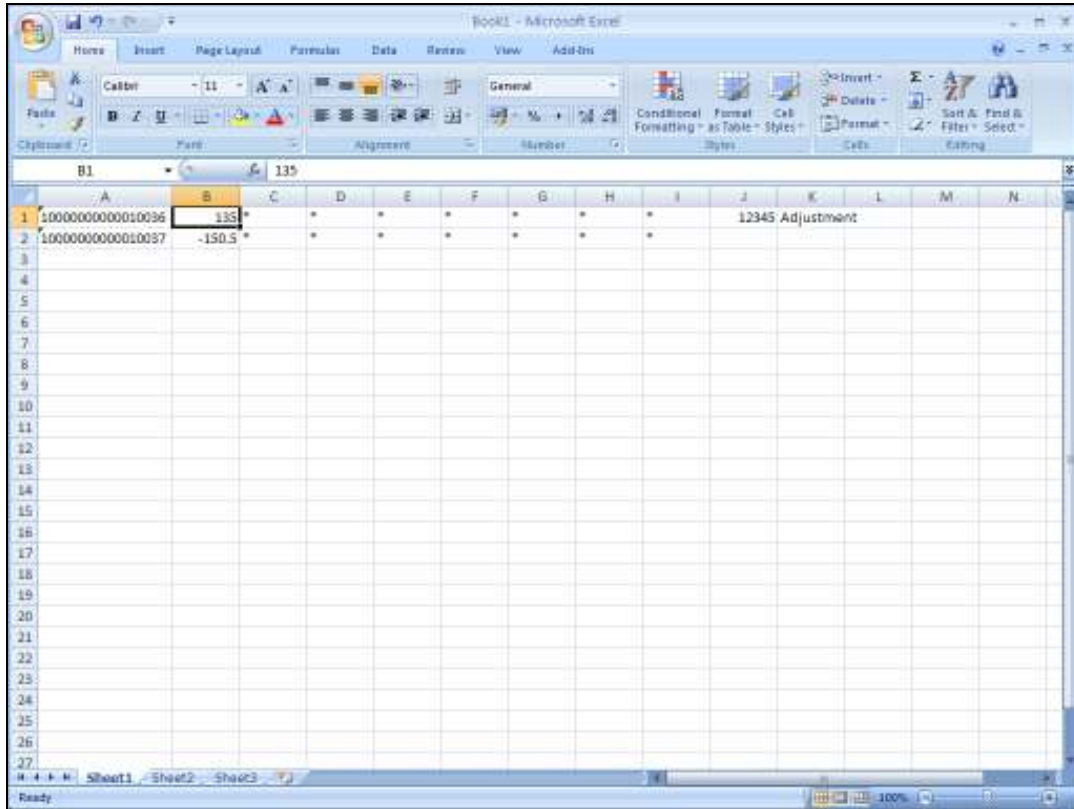 Book1 - Microsoft Excel
Home Insert Page Layout Formulas Data Review View Add-Ins
Paste Calibri 11 A A General Conditional Formatting Format as Table Cell Styles Insert Delete Format Sort & Filter Find & Select
B I U A % ,
Clipboard Font Alignment Number Styles Cells Editing
B1 fx 135
A B C D E F G H I J K L M N
1 10000000000010036 135 * * * * * * * 12345 Adjustment
2 10000000000010037 -150.5 * * * * * * *
3
4
5
6
7
8
9
10
11
12
13
14
15
16
17
18
19
20
21
22
23
24
25
26
27
Sheet1 Sheet2 Sheet3
Ready 100%